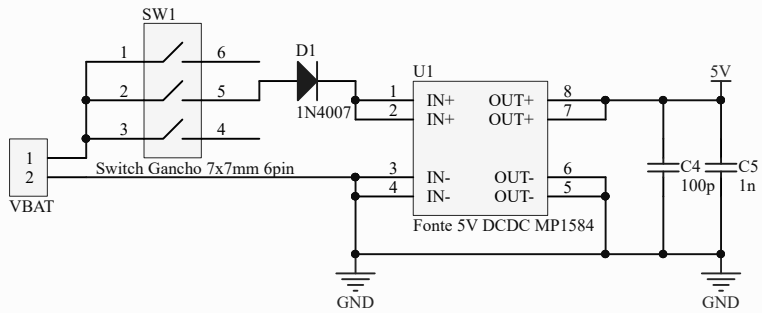 SW1
1 6
2 5
3 4
Switch Gancho 7x7mm 6pin
1
2
VBAT
D1
1N4007
U1
1 IN+ OUT+ 8
2 IN+ OUT+ 7
3 IN- OUT- 6
4 IN- OUT- 5
Fonte 5V DCDC MP1584
5V
C4
100p
C5
1n
GND
GND